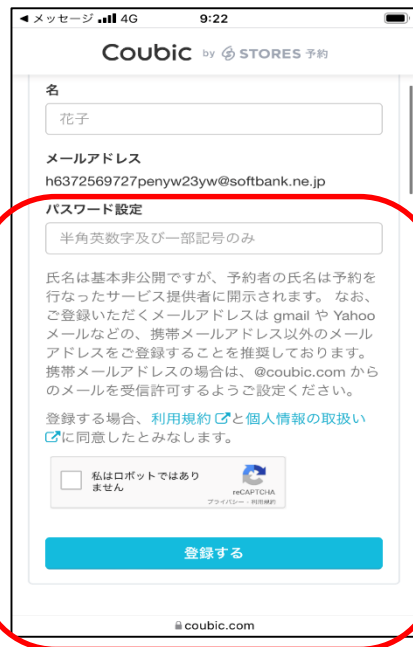 メッセージ 4G 9:22
Coubic by STORES 予約
名
花子
メールアドレス
h6372569727penyw23yw@softbank.ne.jp
パスワード設定
半角英数字及び一部記号のみ
氏名は基本非公開ですが、予約者の氏名は予約を
行なったサービス提供者に開示されます。 なお、
ご登録いただくメールアドレスは gmail や Yahoo
メールなどの、携帯メールアドレス以外のメール
アドレスをご登録することを推奨しております。
携帯メールアドレスの場合は、@coubic.com から
のメールを受信許可するようご設定ください。
登録する場合、利用規約と個人情報の取扱い
に同意したとみなします。
私はロボットではあり
ません
reCAPTCHA
プライバシー - 利用規約
登録する
coubic.com